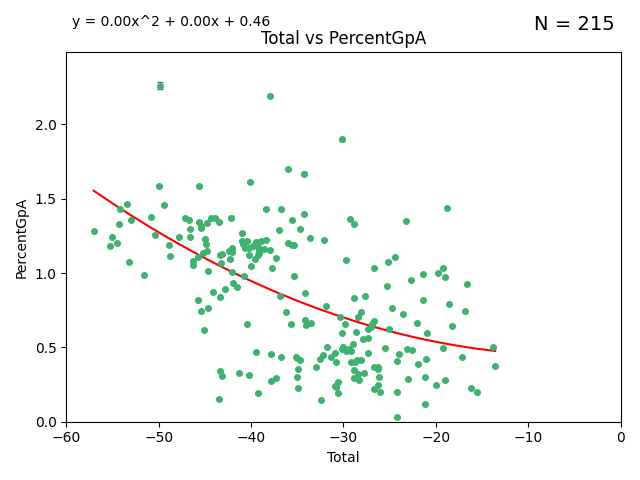 y = 0.00x^2 + 0.00x + 0.46
N = 215
Total vs PercentGpA
PercentGpA
2.0
1.5
1.0
0.5
0.0
−60 −50 −40 −30 −20 −10 0
Total